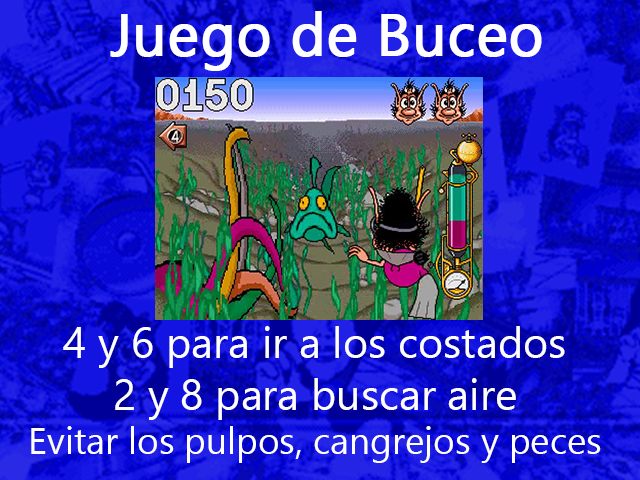 Juego de Buceo
0150
4
4 y 6 para ir a los costados
2 y 8 para buscar aire
Evitar los pulpos, cangrejos y peces